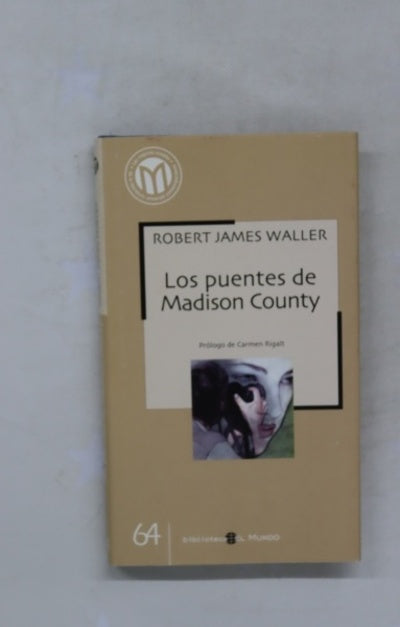 M
ROBERT JAMES WALLER
Los puentes de
Madison County
Prólogo de Carmen Rigalt
64
biblioteca EL MUNDO